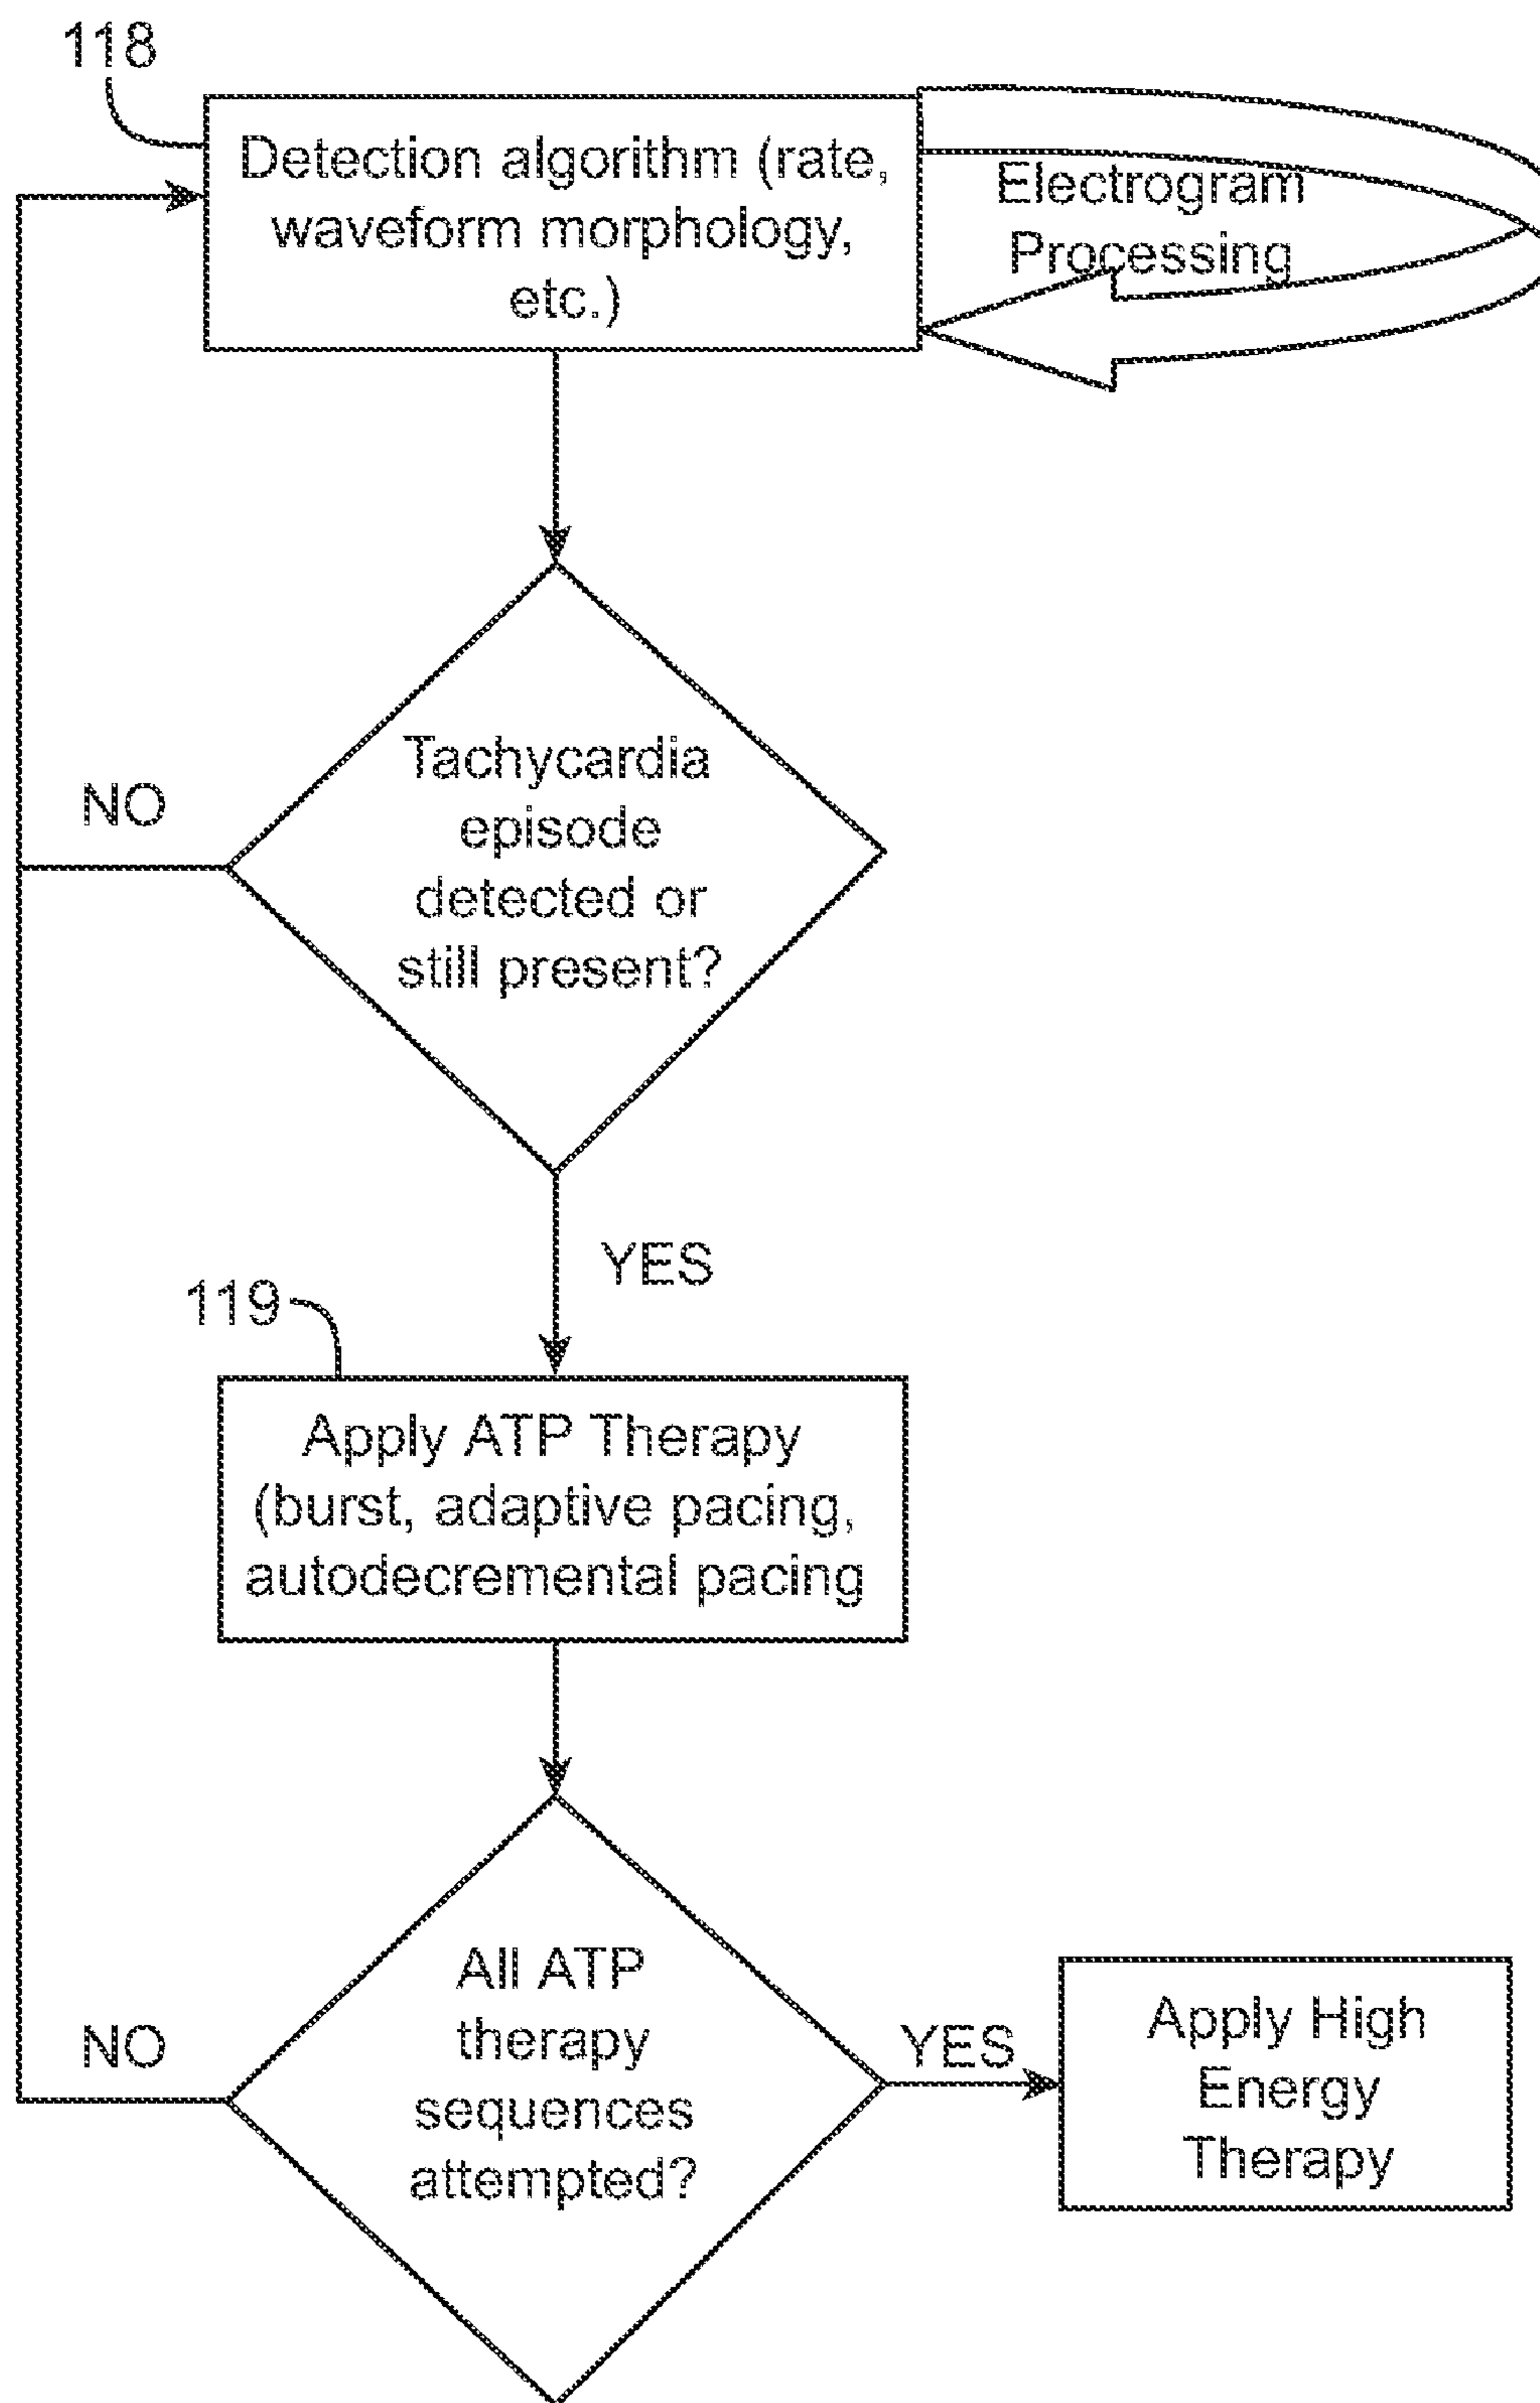 118
Detection algorithm (rate,
waveform morphology,
etc.)
Electrogram
Processing
Tachycardia
episode
detected or
still present?
NO
YES
119
Apply ATP Therapy
(burst, adaptive pacing,
autodecremental pacing
All ATP
therapy
sequences
attempted?
NO
YES
Apply High
Energy
Therapy